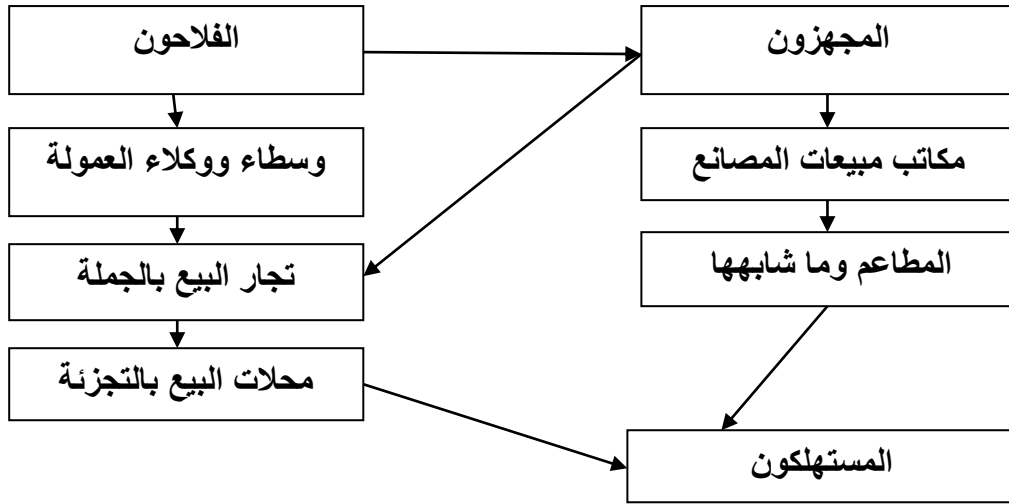 المجهزون
الفلاحون
مكاتب مبيعات المصانع
وسطاء ووكلاء العمولة
المطاعم وما شابهها
تجار البيع بالجملة
محلات البيع بالتجزئة
المستهلكون